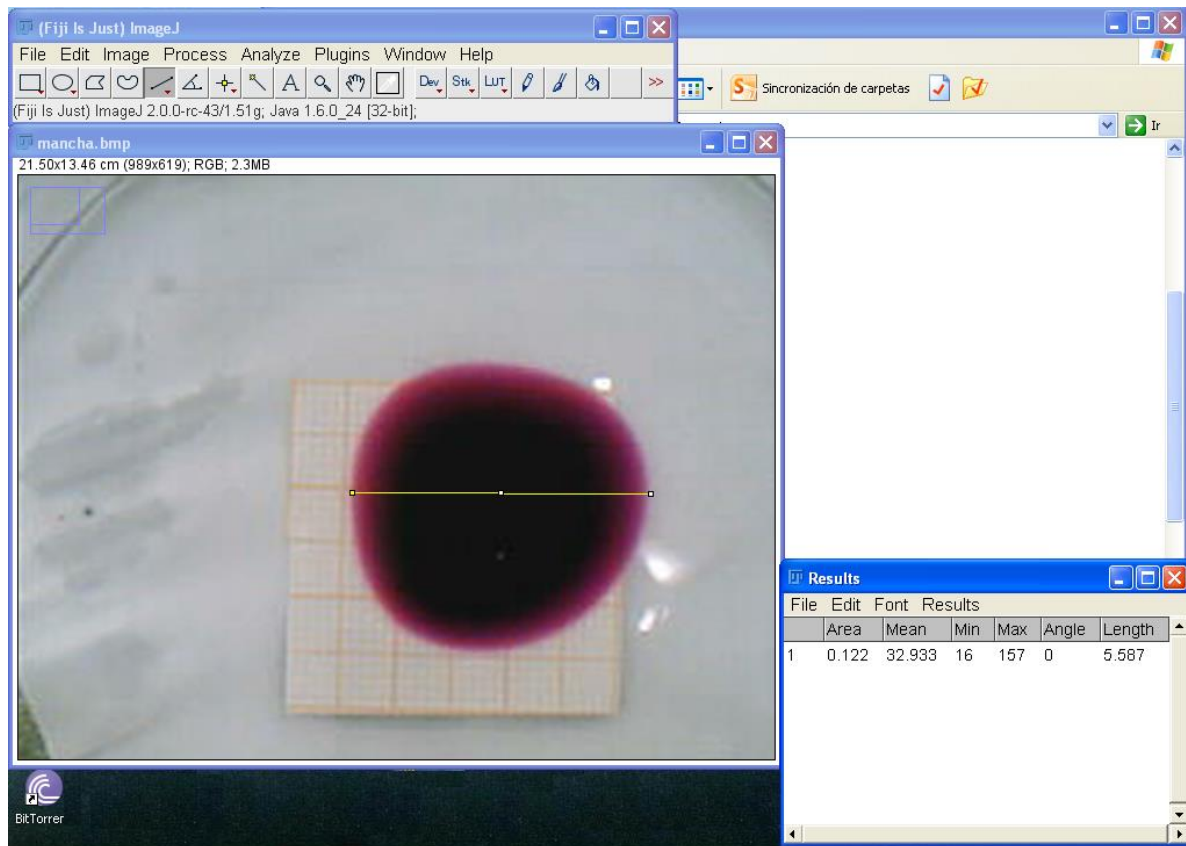 (Fiji Is Just) ImageJ
File Edit Image Process Analyze Plugins Window Help
A Dev Stk LUT >>
(Fiji Is Just) ImageJ 2.0.0-rc-43/1.51g; Java 1.6.0_24 [32-bit];
Sincronización de carpetas
Ir
mancha.bmp
21.50x13.46 cm (989x619); RGB; 2.3MB
Results
File Edit Font Results
Area Mean Min Max Angle Length
1 0.122 32.933 16 157 0 5.587
BitTorrer